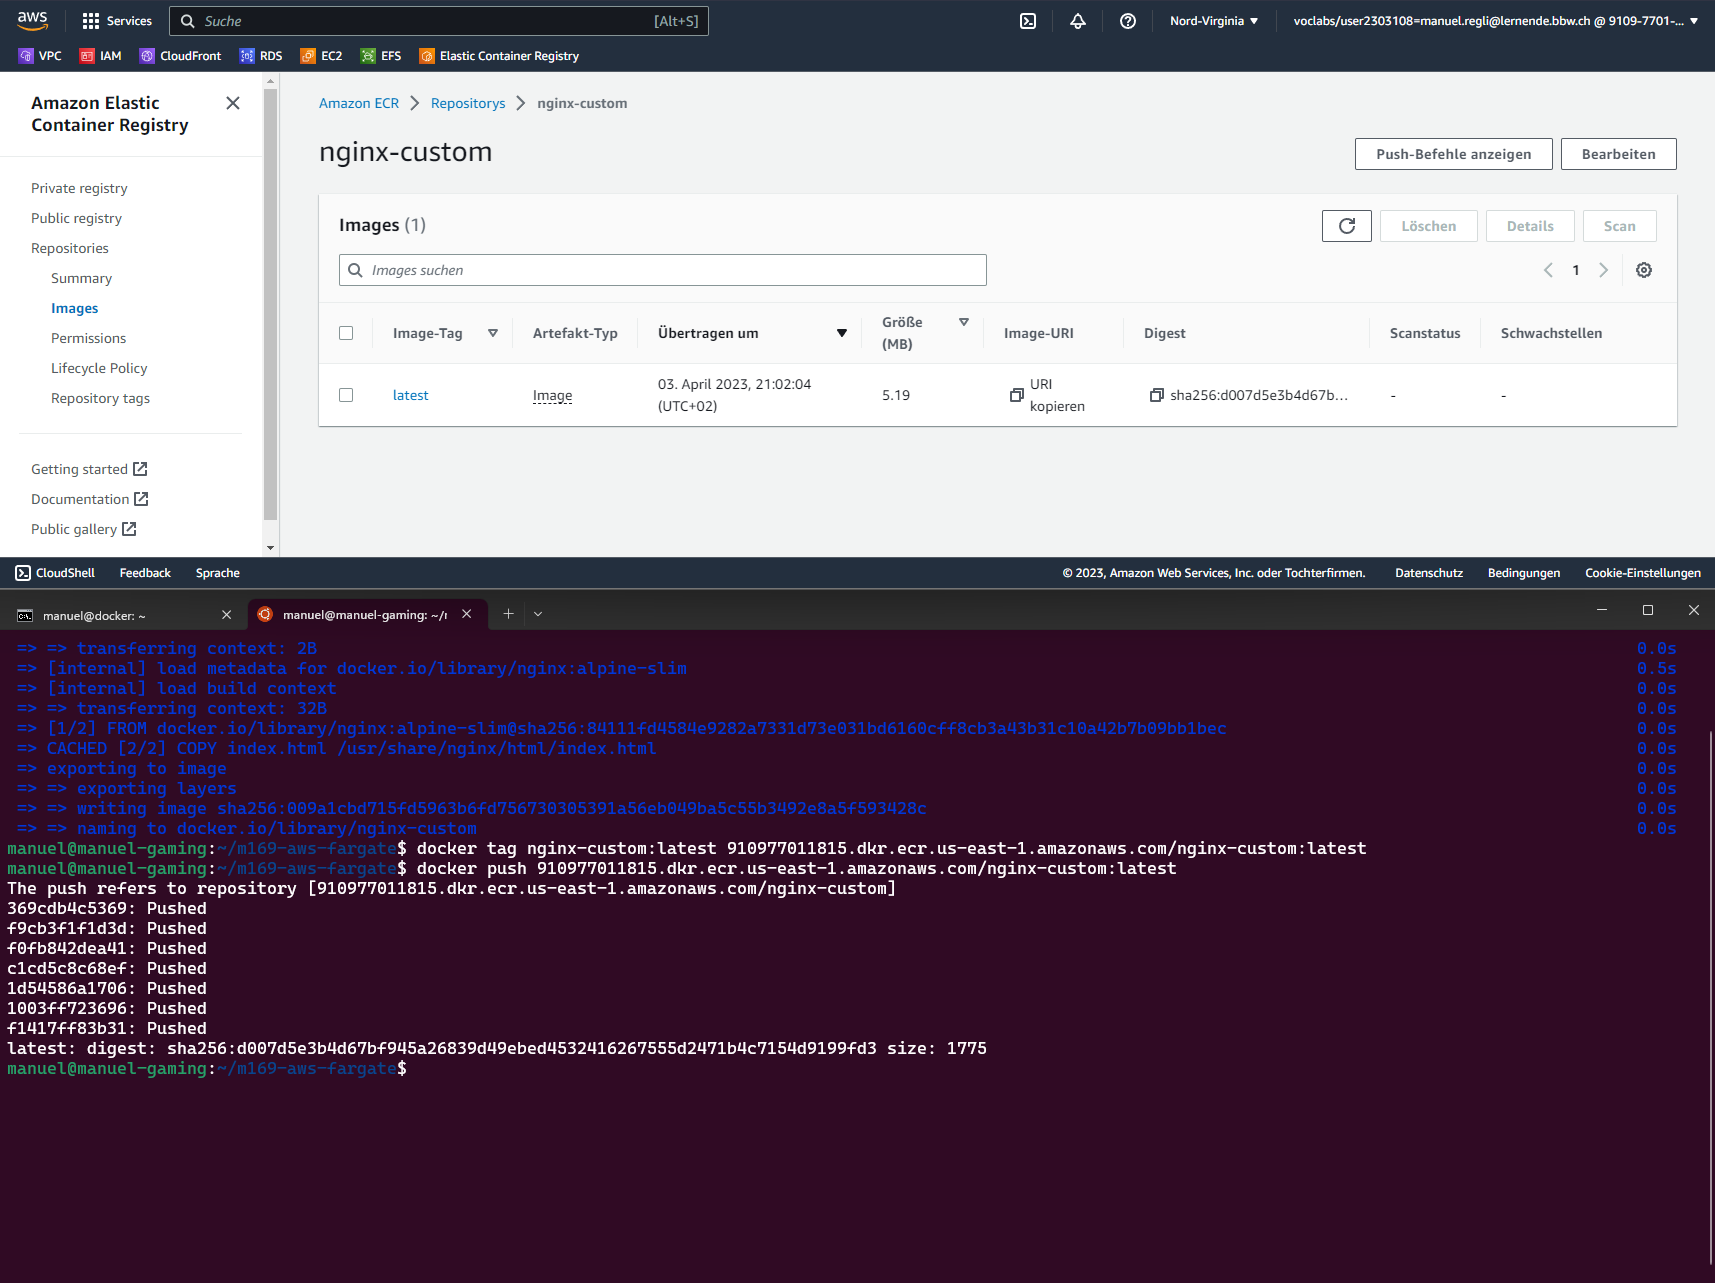 aws Services Suche [Alt+S] Nord-Virginia voclabs/user2303108=manuel.regli@lernende.bbw.ch @ 9109-7701-...
VPC IAM CloudFront RDS EC2 EFS Elastic Container Registry
Amazon Elastic
Container Registry
Private registry
Public registry
Repositories
Summary
Images
Permissions
Lifecycle Policy
Repository tags
Getting started
Documentation
Public gallery
Amazon ECR Repositorys nginx-custom
nginx-custom
Push-Befehle anzeigen Bearbeiten
Images (1)
Löschen Details Scan
Images suchen
1
Image-Tag Artefakt-Typ Übertragen um Größe (MB) Image-URI Digest Scanstatus Schwachstellen
latest Image 03. April 2023, 21:02:04 (UTC+02) 5.19 URI kopieren sha256:d007d5e3b4d67b... - -
CloudShell Feedback Sprache © 2023, Amazon Web Services, Inc. oder Tochterfirmen. Datenschutz Bedingungen Cookie-Einstellungen
manuel@docker: ~ manuel@manuel-gaming: ~/r
=> => transferring context: 2B 0.0s
=> [internal] load metadata for docker.io/library/nginx:alpine-slim 0.5s
=> [internal] load build context 0.0s
=> => transferring context: 32B 0.0s
=> [1/2] FROM docker.io/library/nginx:alpine-slim@sha256:84111fd4584e9282a7331d73e031bd6160cff8cb3a43b31c10a42b7b09bb1bec 0.0s
=> CACHED [2/2] COPY index.html /usr/share/nginx/html/index.html 0.0s
=> exporting to image 0.0s
=> => exporting layers 0.0s
=> => writing image sha256:009a1cbd715fd5963b6fd756730305391a56eb049ba5c55b3492e8a5f593428c 0.0s
=> => naming to docker.io/library/nginx-custom 0.0s
manuel@manuel-gaming:~/m169-aws-fargate$ docker tag nginx-custom:latest 910977011815.dkr.ecr.us-east-1.amazonaws.com/nginx-custom:latest
manuel@manuel-gaming:~/m169-aws-fargate$ docker push 910977011815.dkr.ecr.us-east-1.amazonaws.com/nginx-custom:latest
The push refers to repository [910977011815.dkr.ecr.us-east-1.amazonaws.com/nginx-custom]
369cdb4c5369: Pushed
f9cb3f1f1d3d: Pushed
f0fb842dea41: Pushed
c1cd5c8c68ef: Pushed
1d54586a1706: Pushed
1003ff723696: Pushed
f1417ff83b31: Pushed
latest: digest: sha256:d007d5e3b4d67bf945a26839d49ebed4532416267555d2471b4c7154d9199fd3 size: 1775
manuel@manuel-gaming:~/m169-aws-fargate$